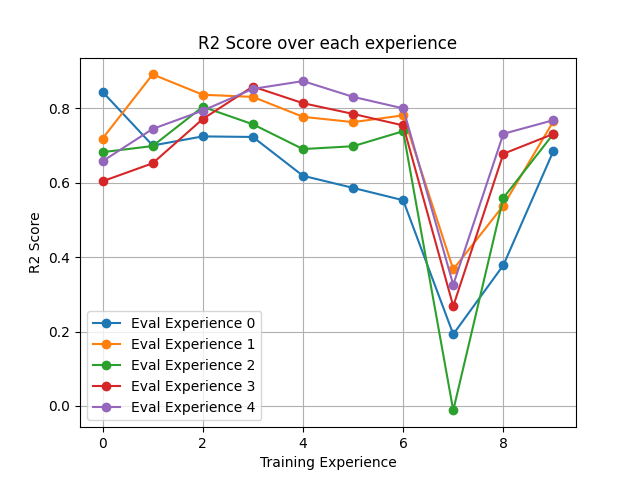 R2 Score over each experience
R2 Score
0.8
0.6
0.4
0.2
0.0
Eval Experience 0
Eval Experience 1
Eval Experience 2
Eval Experience 3
Eval Experience 4
0 2 4 6 8
Training Experience